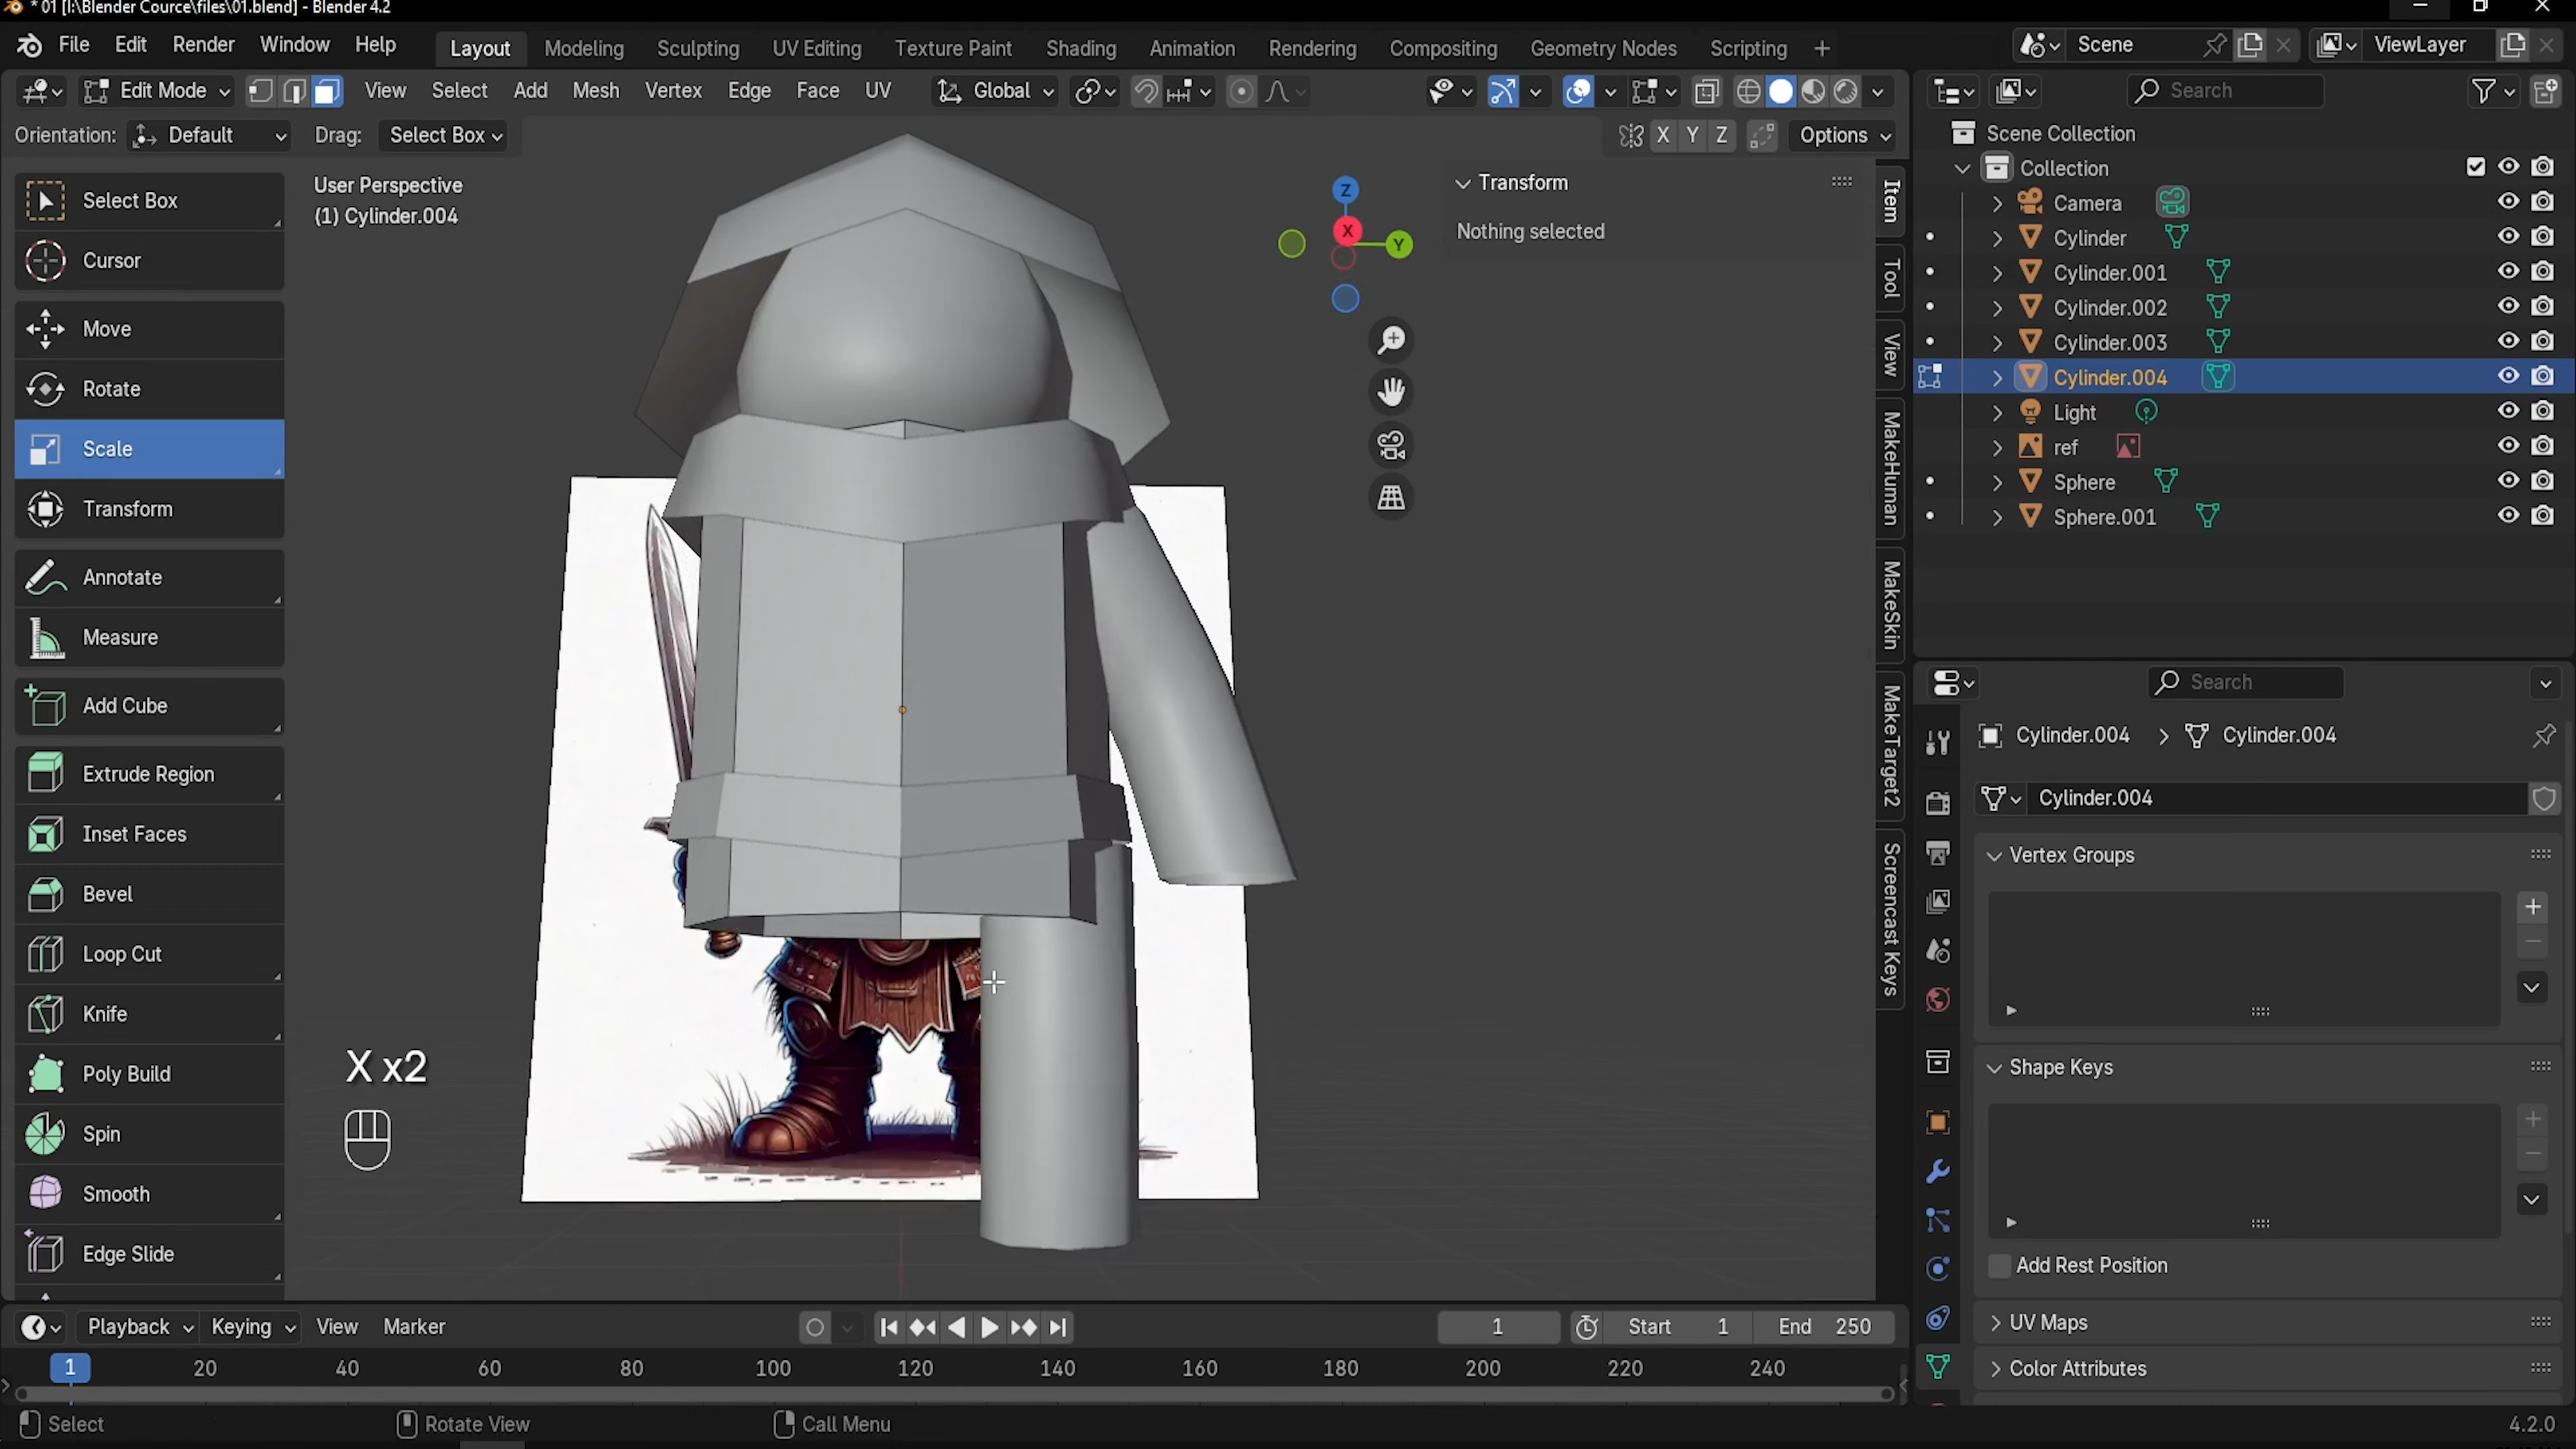 * 01 [I:\Blender Cource\files\01.blend] - Blender 4.2
File Edit Render Window Help Layout Modeling Sculpting UV Editing Texture Paint Shading Animation Rendering Compositing Geometry Nodes Scripting + Scene ViewLayer
Edit Mode View Select Add Mesh Vertex Edge Face UV Global Search
Orientation: Default Drag: Select Box X Y Z Options
User Perspective
(1) Cylinder.004
Select Box
Cursor
Move
Rotate
Scale
Transform
Annotate
Measure
Add Cube
Extrude Region
Inset Faces
Bevel
Loop Cut
Knife
Poly Build
Spin
Smooth
Edge Slide
Z
X
Y
Transform
Nothing selected
Item
Tool
View
MakeHuman
MakeSkin
MakeTarget2
Screencast Keys
X x2
Scene Collection
Collection
Camera
Cylinder
Cylinder.001
Cylinder.002
Cylinder.003
Cylinder.004
Light
ref
Sphere
Sphere.001
Search
Cylinder.004 > Cylinder.004
Cylinder.004
Vertex Groups
Shape Keys
Add Rest Position
UV Maps
Color Attributes
Playback Keying View Marker 1 Start 1 End 250
1 20 40 60 80 100 120 140 160 180 200 220 240
Select Rotate View Call Menu 4.2.0